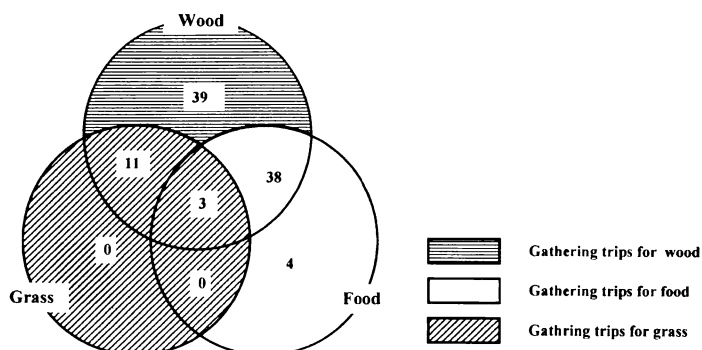 Wood
39
11
38
3
0
4
0
Grass
Food
Gathering trips for wood
Gathering trips for food
Gathring trips for grass